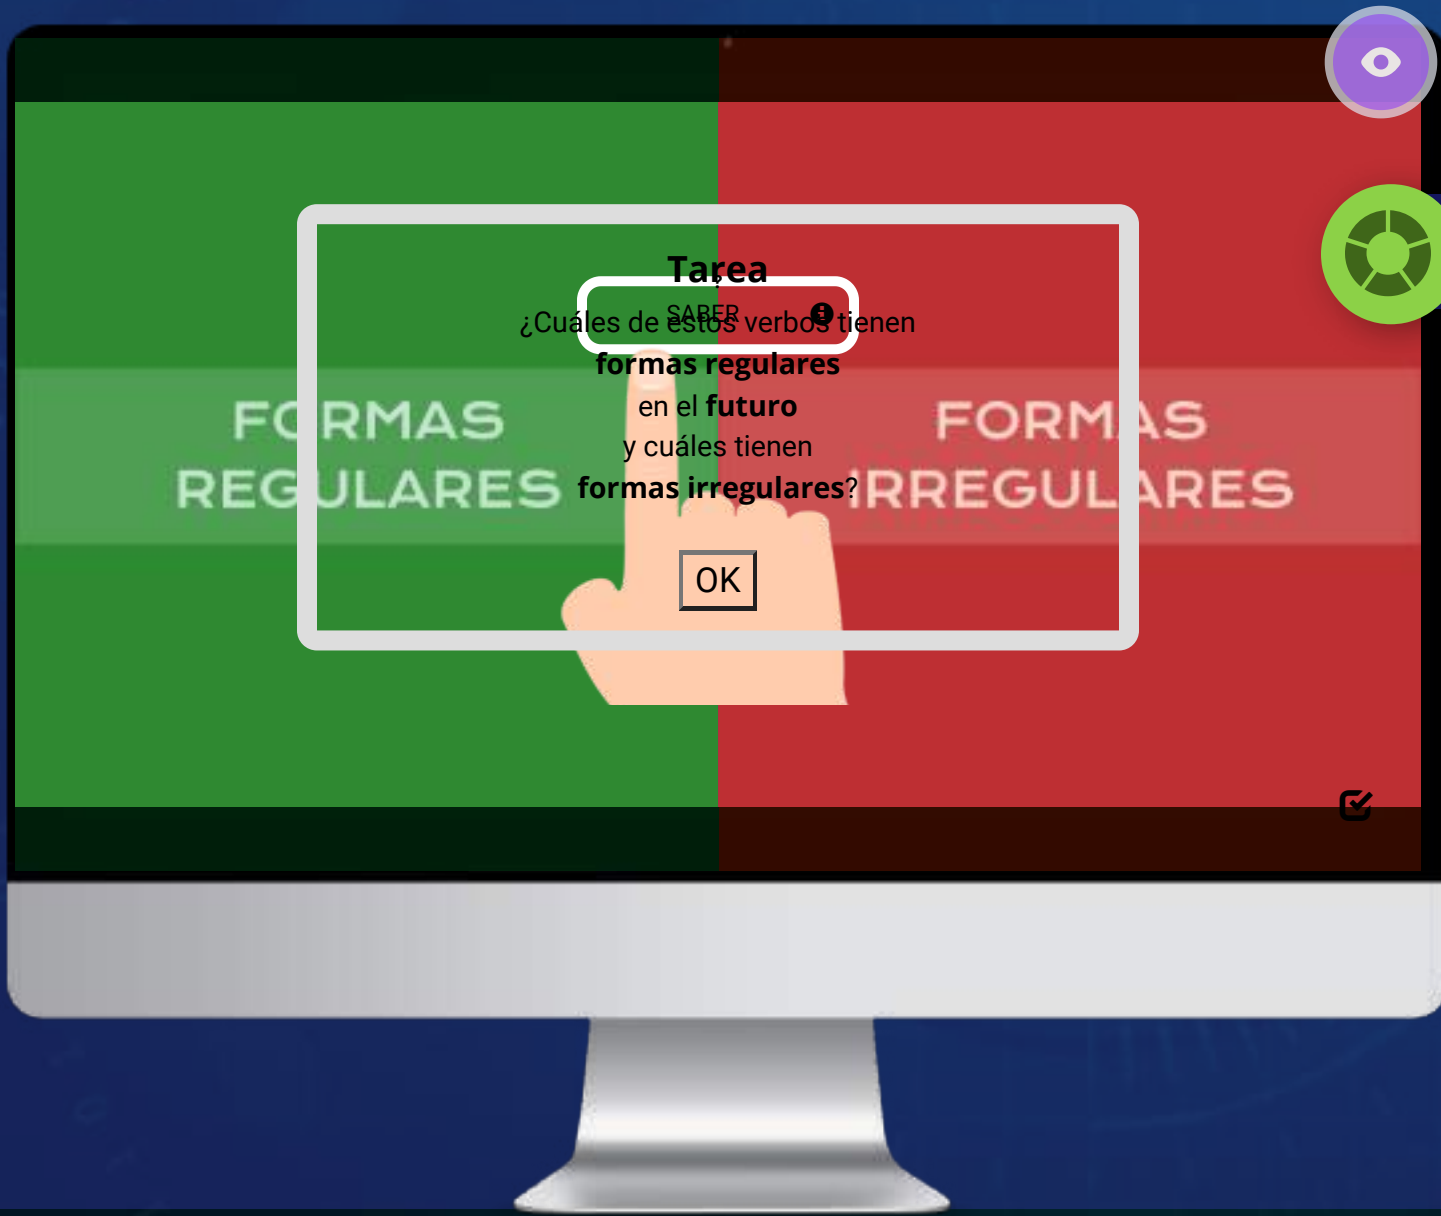 Tarea
SABER
¿Cuáles de estos verbos tienen
formas regulares
en el futuro
y cuáles tienen
formas irregulares?
OK
FORMAS
REGULARES
FORMAS
IRREGULARES